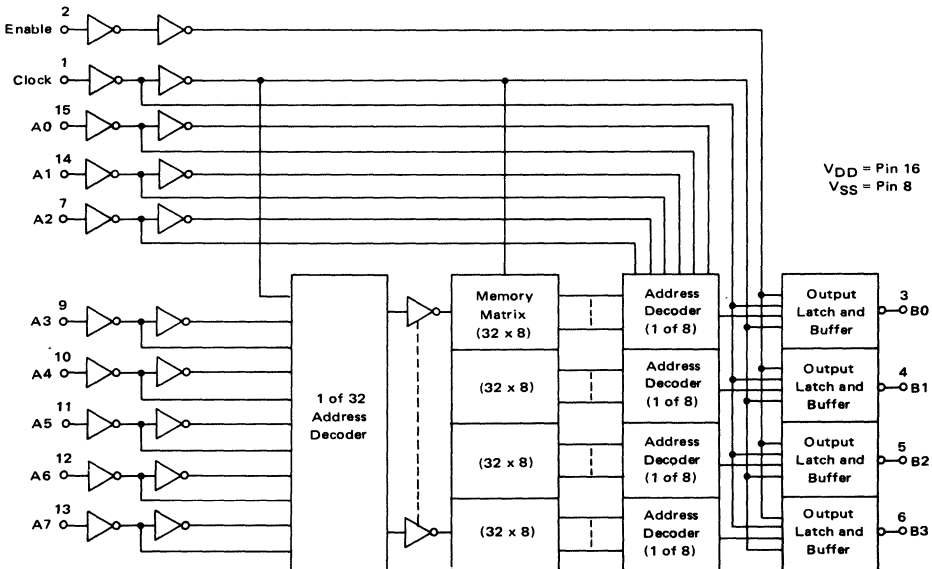 2
Enable
1
Clock
15
A0
14
A1
7
A2
VDD = Pin 16
VSS = Pin 8
9
A3
10
A4
11
A5
12
A6
13
A7
1 of 32
Address
Decoder
Memory
Matrix
(32 x 8)
(32 x 8)
(32 x 8)
(32 x 8)
Address
Decoder
(1 of 8)
Address
Decoder
(1 of 8)
Address
Decoder
(1 of 8)
Address
Decoder
(1 of 8)
Output
Latch and
Buffer
3
B0
Output
Latch and
Buffer
4
B1
Output
Latch and
Buffer
5
B2
Output
Latch and
Buffer
6
B3